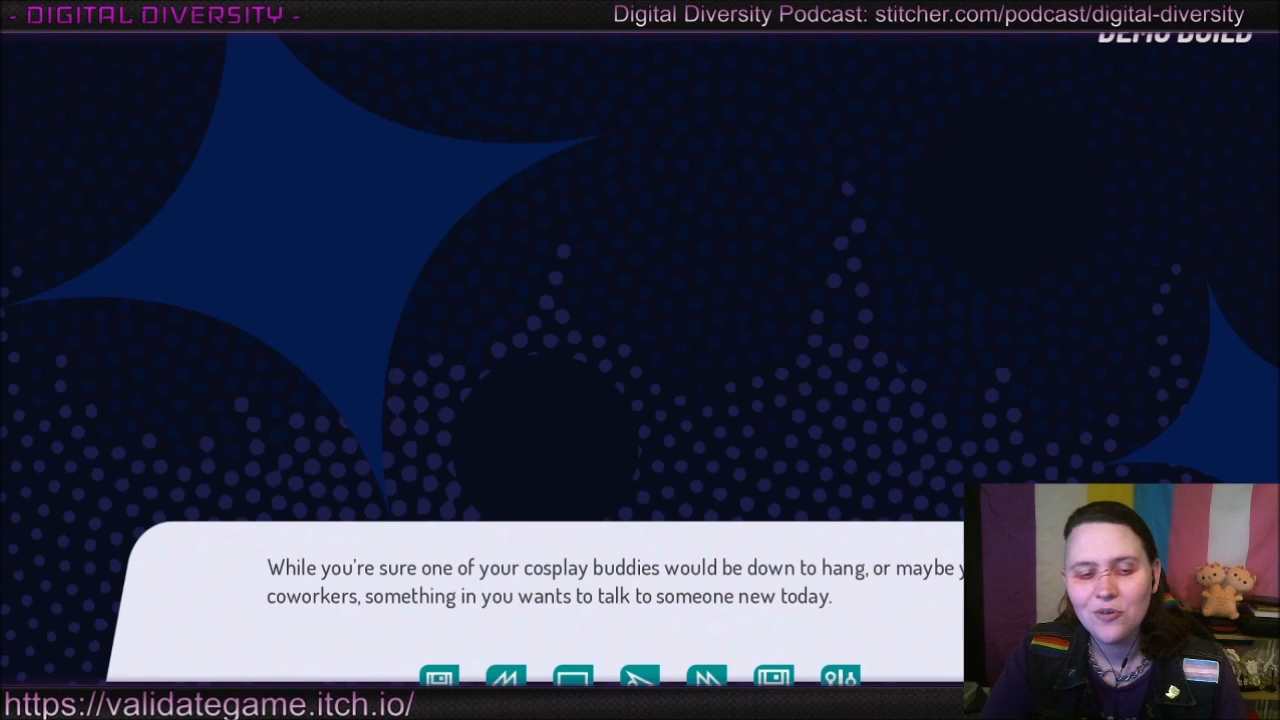 - DIGITAL DIVERSITY -
Digital Diversity Podcast: stitcher.com/podcast/digital-diversity
DEMO BUILD
While you're sure one of your cosplay buddies would be down to hang, or maybe
coworkers, something in you wants to talk to someone new today.
https://validategame.itch.io/